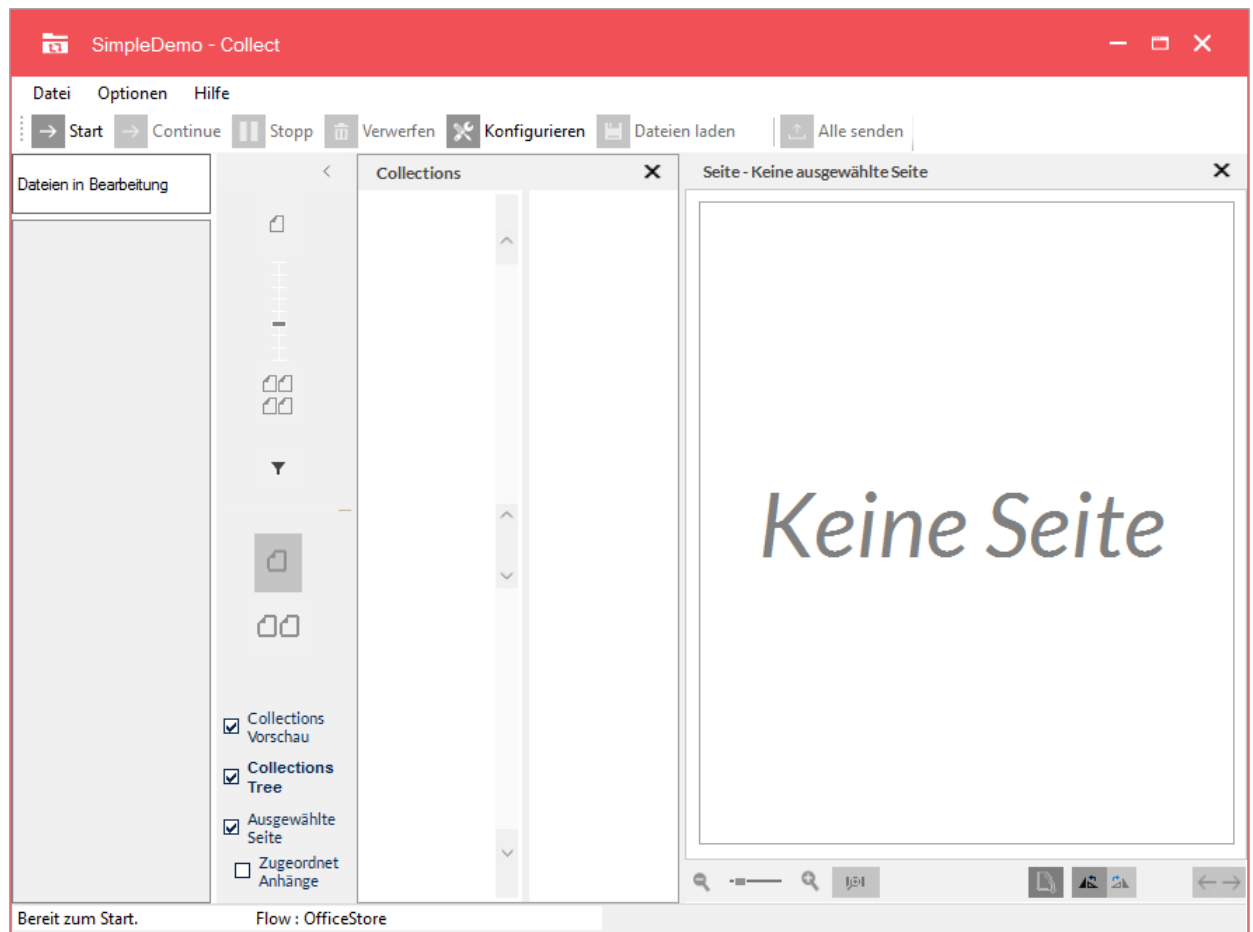 SimpleDemo - Collect
Datei Optionen Hilfe
Start Continue Stopp Verwerfen Konfigurieren Dateien laden Alle senden
Dateien in Bearbeitung
Collections
Seite - Keine ausgewählte Seite
Keine Seite
Collections
Vorschau
Collections
Tree
Ausgewählte
Seite
Zugeordnet
Anhänge
Bereit zum Start. Flow : OfficeStore